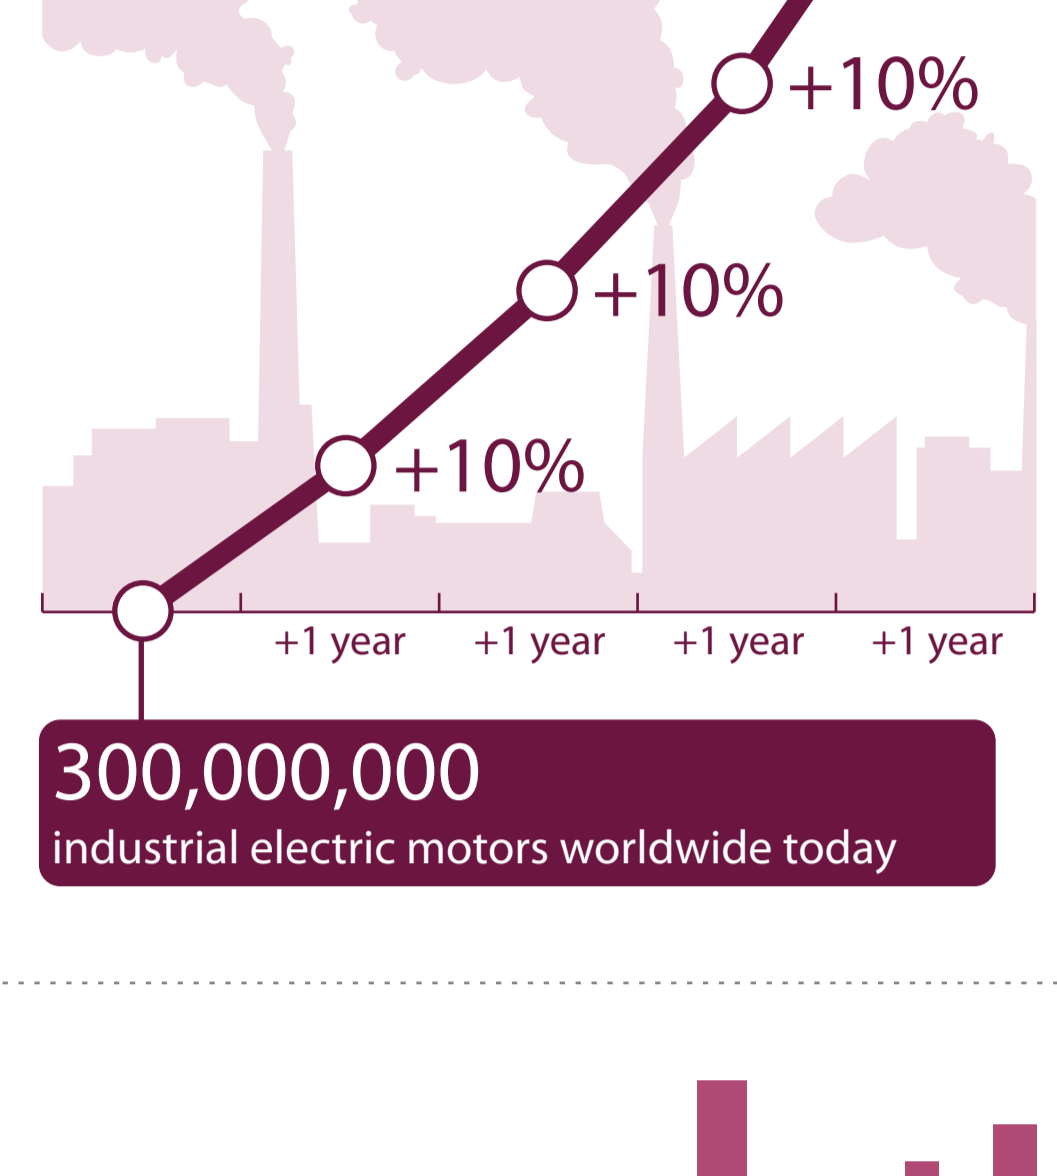 +10%
+10%
+10%
+1 year +1 year +1 year +1 year
300,000,000
industrial electric motors worldwide today